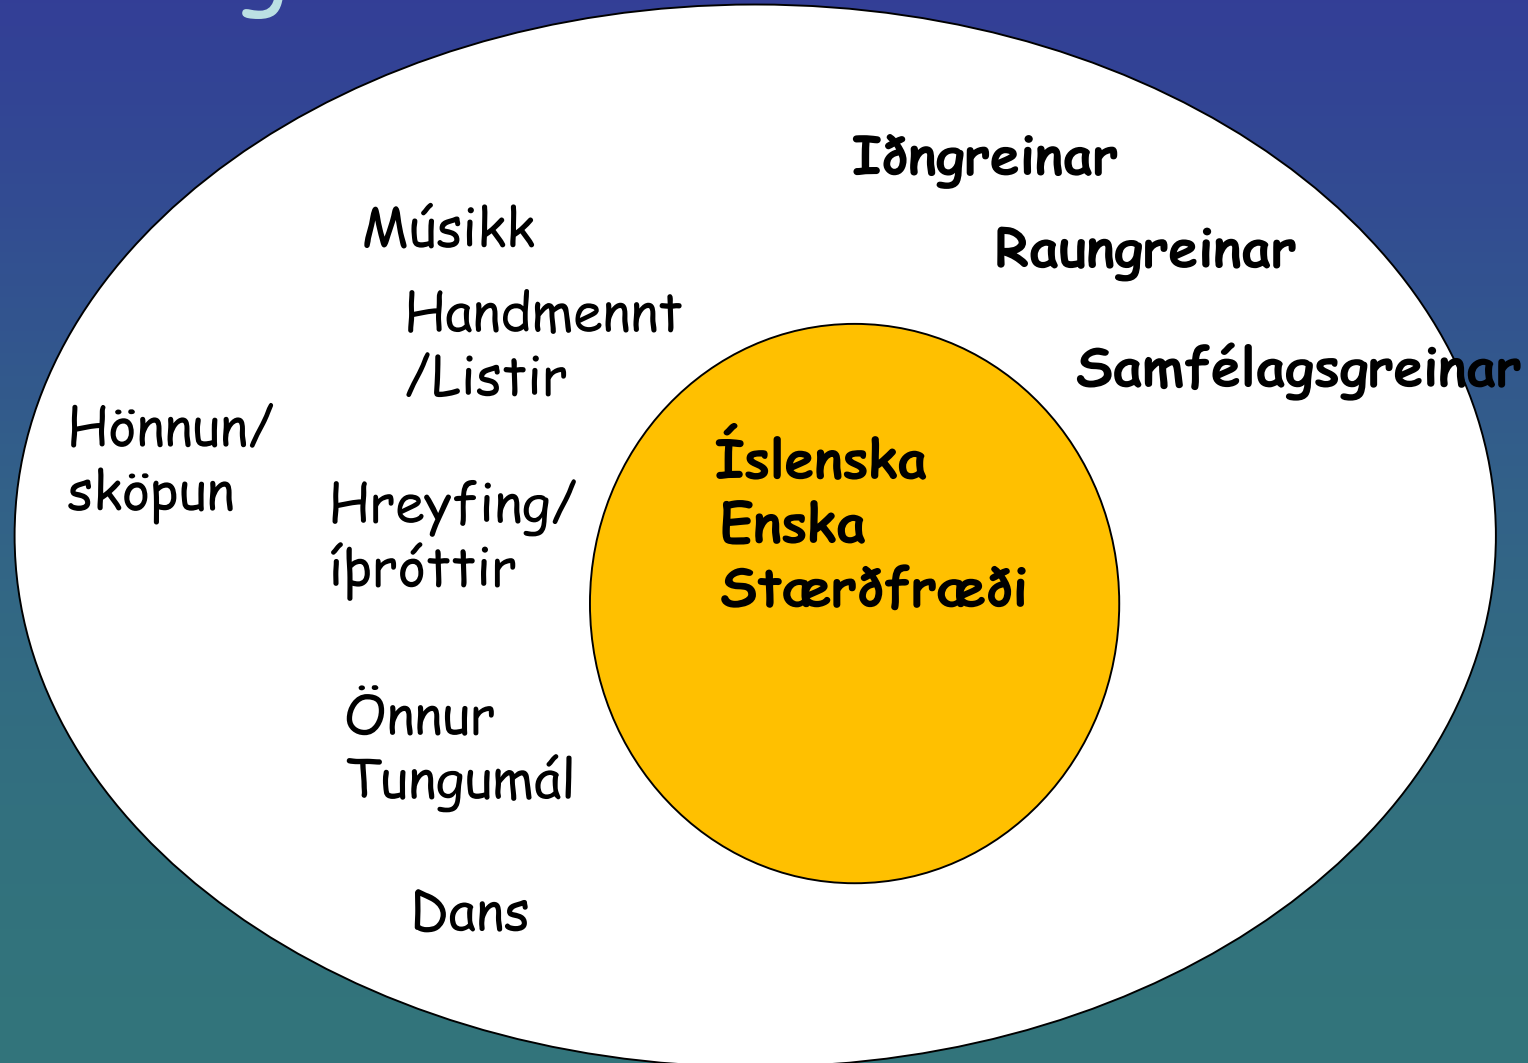 Iðngreinar
Músikk
Raungreinar
Handmennt
/Listir
Samfélagsgreinar
Hönnun/
sköpun
Hreyfing/
íþróttir
Íslenska
Enska
Stærðfræði
Önnur
Tungumál
Dans